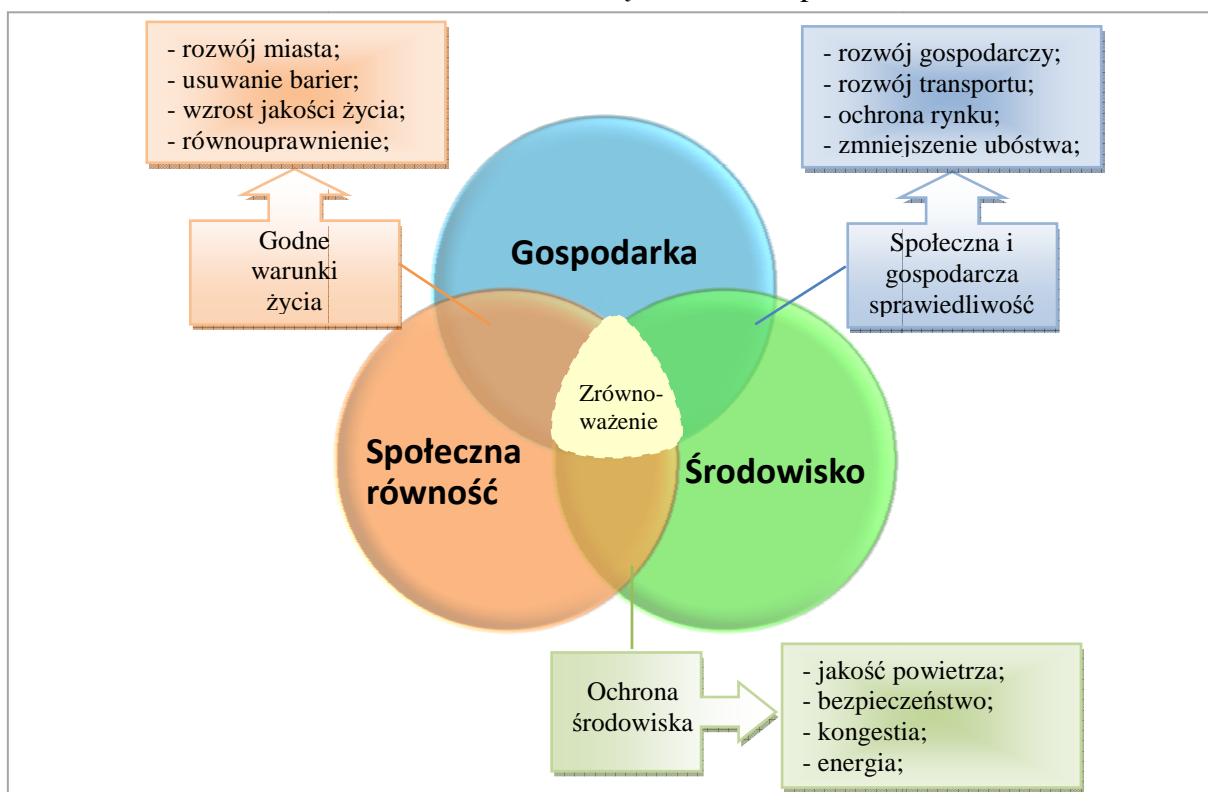 - rozwój miasta;
- usuwanie barier;
- wzrost jakości życia;
- równouprawnienie;
- rozwój gospodarczy;
- rozwój transportu;
- ochrona rynku;
- zmniejszenie ubóstwa;
Godne
warunki
życia
Gospodarka
Społeczna i
gospodarcza
sprawiedliwość
Zrówno-
ważenie
Społeczna
równość
Środowisko
Ochrona
środowiska
- jakość powietrza;
- bezpieczeństwo;
- kongestia;
- energia;